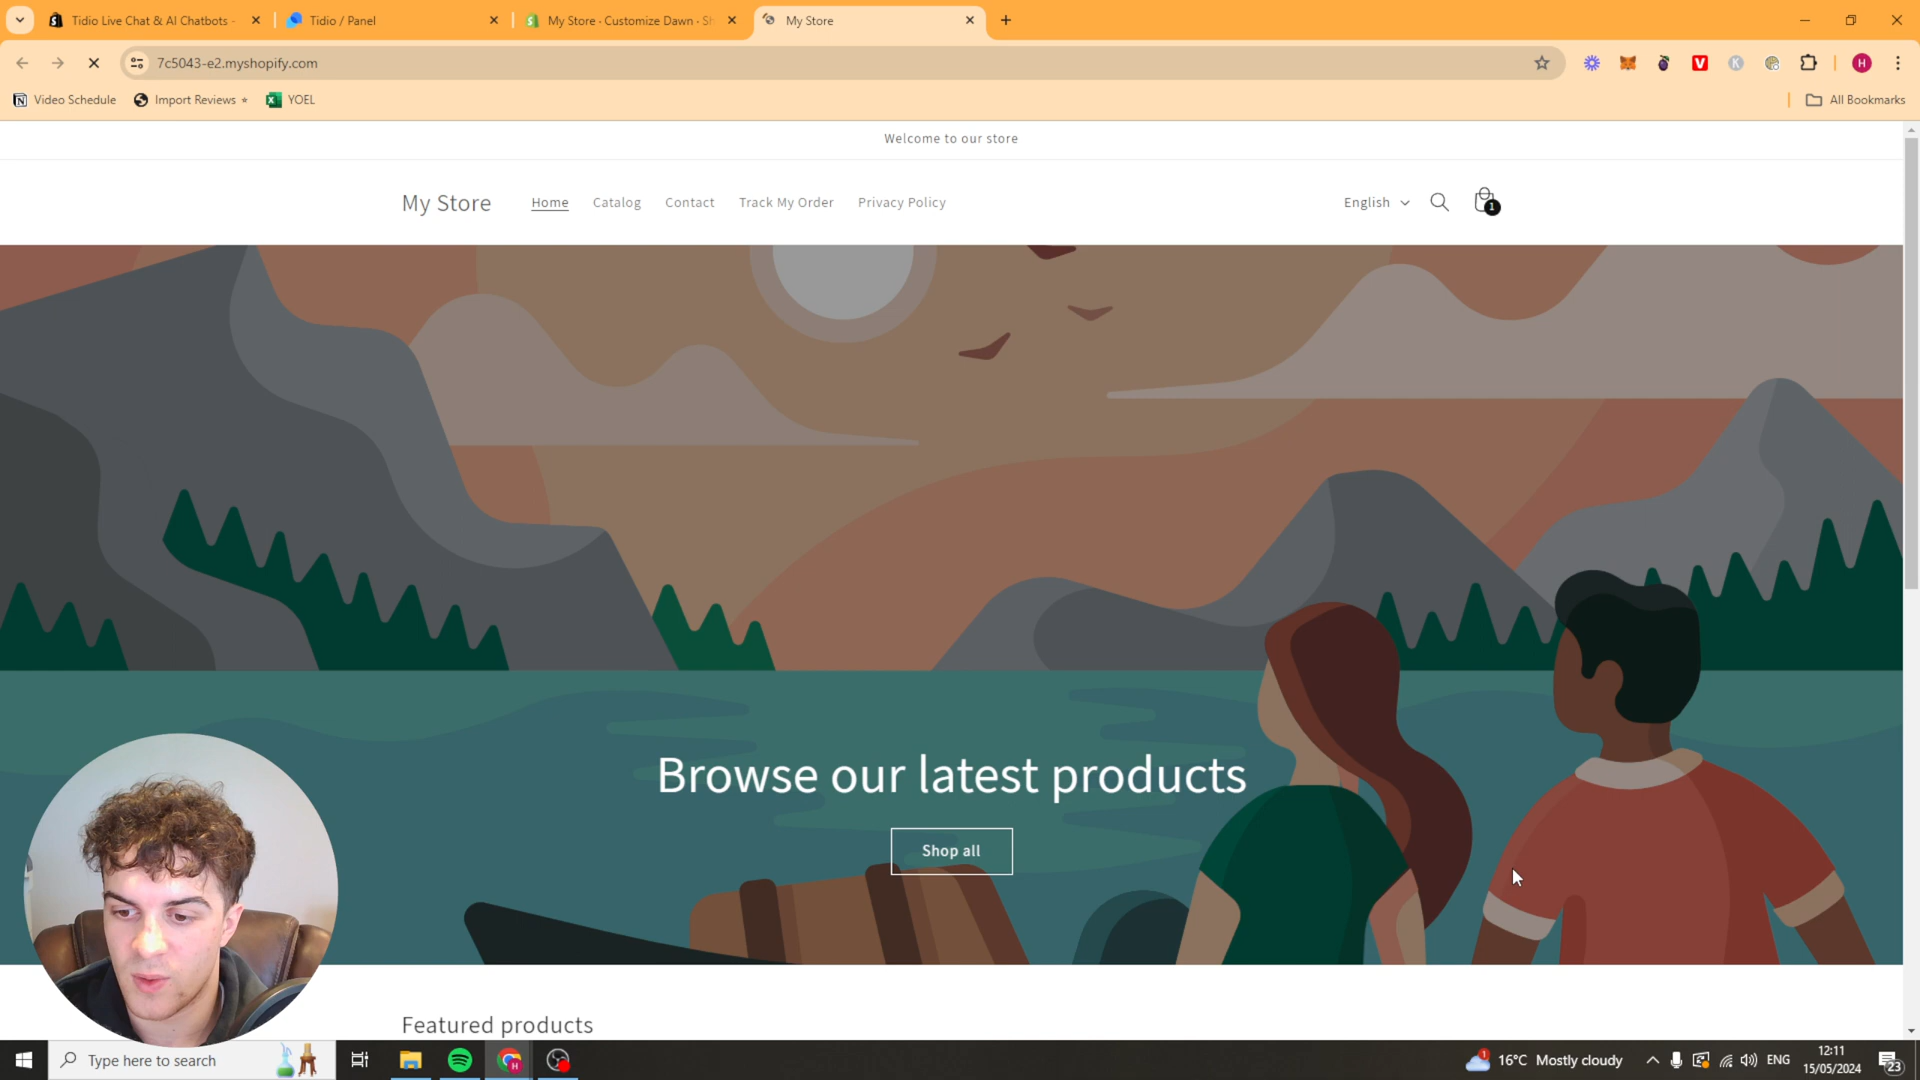 Tidio Live Chat & AI Chatbots -
Tidio / Panel
My Store · Customize Dawn · Sh
My Store
7c5043-e2.myshopify.com
Video Schedule
Import Reviews
YOEL
All Bookmarks
Welcome to our store
My Store
Home
Catalog
Contact
Track My Order
Privacy Policy
English
1
Browse our latest products
Shop all
Featured products
Type here to search
1
16°C Mostly cloudy
ENG
12:11
15/05/2024
23